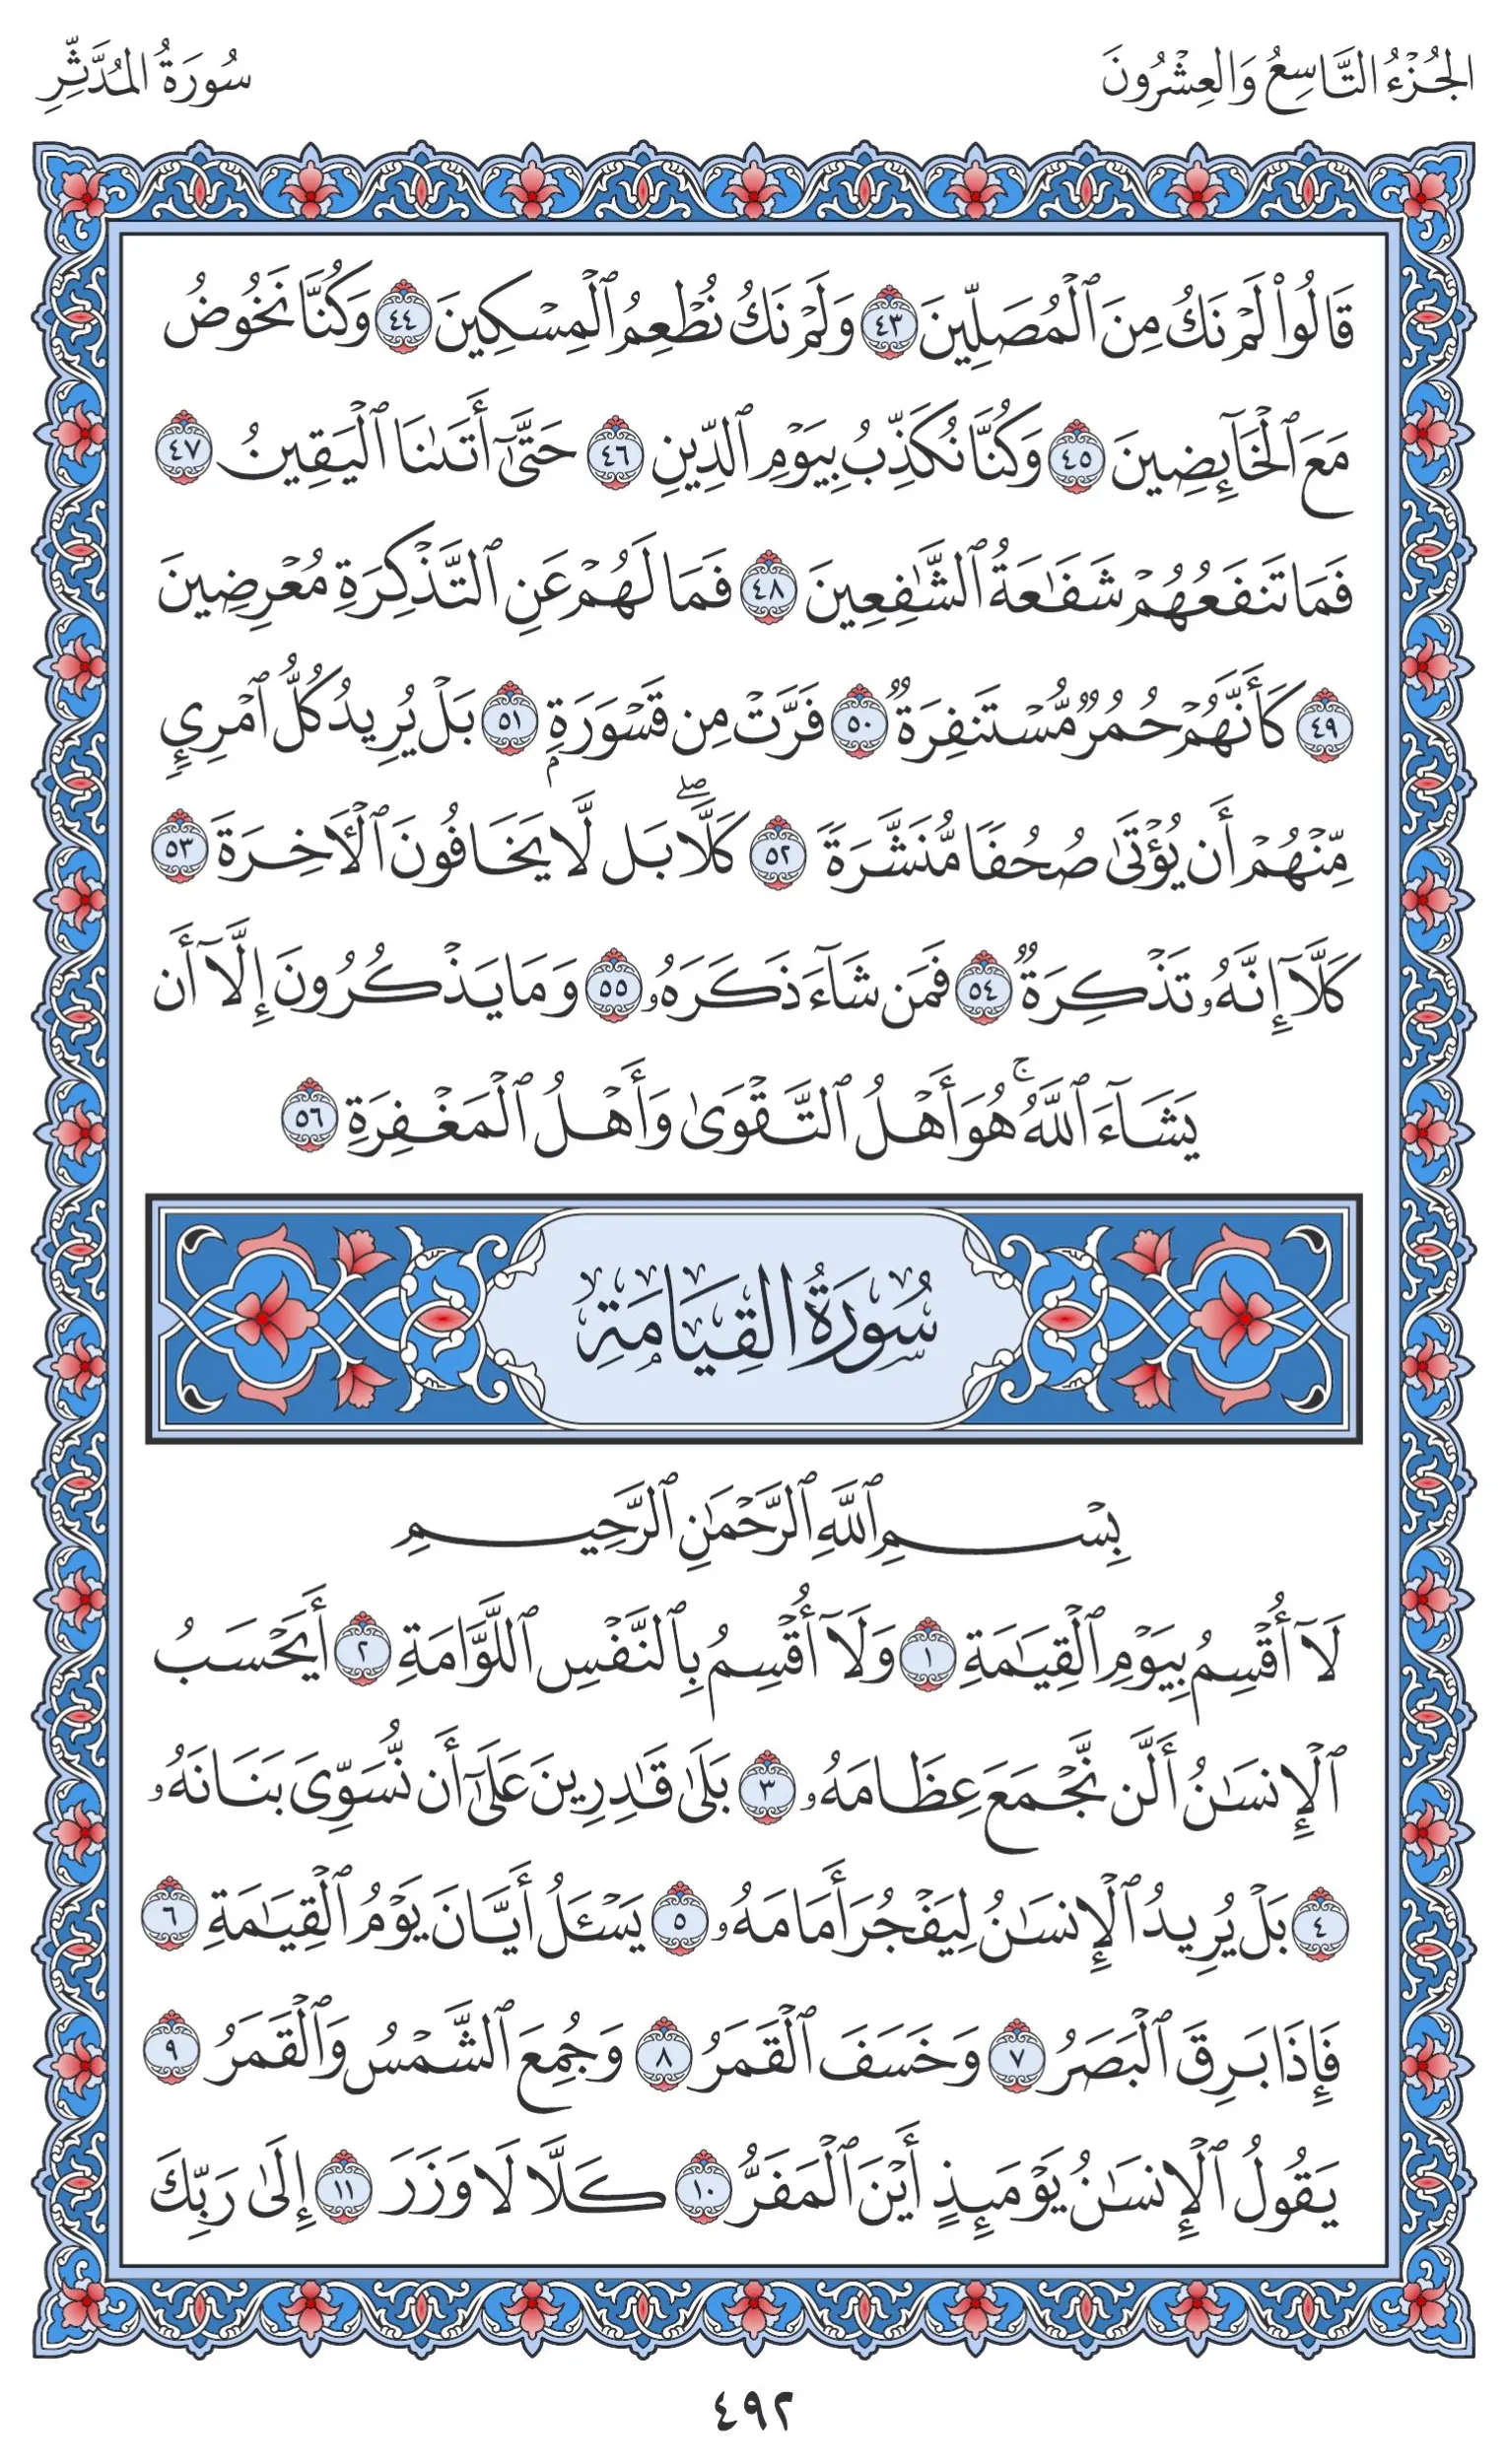 الجُزْءُ التَّاسِعُ وَالعِشْرُونَ
سُورَةُ المُدَّثِّرِ
قَالُوا۟ لَمْ نَكُ مِنَ ٱلْمُصَلِّينَ ٤٣ وَلَمْ نَكُ نُطْعِمُ ٱلْمِسْكِينَ ٤٤ وَكُنَّا نَخُوضُ
مَعَ ٱلْخَآئِضِينَ ٤٥ وَكُنَّا نُكَذِّبُ بِيَوْمِ ٱلدِّينِ ٤٦ حَتَّىٰٓ أَتَىٰنَا ٱلْيَقِينُ ٤٧
فَمَا تَنفَعُهُمْ شَفَٰعَةُ ٱلشَّٰفِعِينَ ٤٨ فَمَا لَهُمْ عَنِ ٱلتَّذْكِرَةِ مُعْرِضِينَ
٤٩ كَأَنَّهُمْ حُمُرٌ مُّسْتَنفِرَةٌ ٥٠ فَرَّتْ مِن قَسْوَرَةٍۭ ٥١ بَلْ يُرِيدُ كُلُّ ٱمْرِئٍ
مِّنْهُمْ أَن يُؤْتَىٰ صُحُفًا مُّنَشَّرَةً ٥٢ كَلَّاۖ بَل لَّا يَخَافُونَ ٱلْأَخِرَةَ ٥٣
كَلَّآ إِنَّهُۥ تَذْكِرَةٌ ٥٤ فَمَن شَآءَ ذَكَرَهُۥ ٥٥ وَمَا يَذْكُرُونَ إِلَّآ أَن
يَشَآءَ ٱللَّهُۚ هُوَ أَهْلُ ٱلتَّقْوَىٰ وَأَهْلُ ٱلْمَغْفِرَةِ ٥٦
سُورَةُ القِيَامَةِ
بِسْمِ ٱللَّهِ ٱلرَّحْمَٰنِ ٱلرَّحِيمِ
لَآ أُقْسِمُ بِيَوْمِ ٱلْقِيَٰمَةِ ١ وَلَآ أُقْسِمُ بِٱلنَّفْسِ ٱللَّوَّامَةِ ٢ أَيَحْسَبُ
ٱلْإِنسَٰنُ أَلَّن نَّجْمَعَ عِظَامَهُۥ ٣ بَلَىٰ قَٰدِرِينَ عَلَىٰٓ أَن نُّسَوِّىَ بَنَانَهُۥ
٤ بَلْ يُرِيدُ ٱلْإِنسَٰنُ لِيَفْجُرَ أَمَامَهُۥ ٥ يَسْـَٔلُ أَيَّانَ يَوْمُ ٱلْقِيَٰمَةِ ٦
فَإِذَا بَرِقَ ٱلْبَصَرُ ٧ وَخَسَفَ ٱلْقَمَرُ ٨ وَجُمِعَ ٱلشَّمْسُ وَٱلْقَمَرُ ٩
يَقُولُ ٱلْإِنسَٰنُ يَوْمَئِذٍ أَيْنَ ٱلْمَفَرُّ ١٠ كَلَّا لَا وَزَرَ ١١ إِلَىٰ رَبِّكَ
٤٩٢